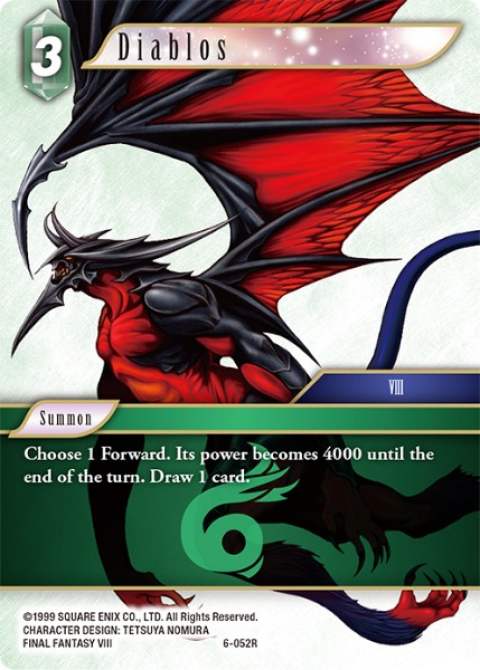 3
Diablos
VIII
Summon
Choose 1 Forward. Its power becomes 4000 until the
end of the turn. Draw 1 card.
©1999 SQUARE ENIX CO., LTD. All Rights Reserved.
CHARACTER DESIGN: TETSUYA NOMURA
FINAL FANTASY VIII
6-052R